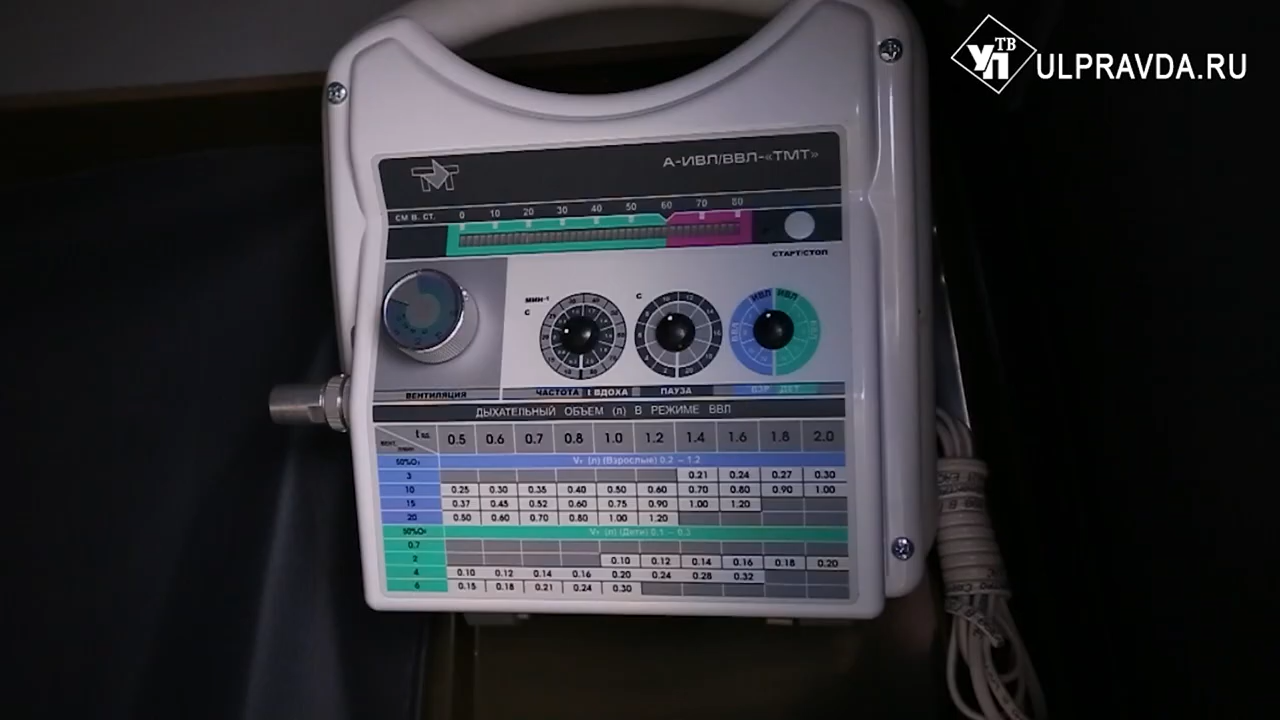 ТВ
УП
ULPRAVDA.RU
ТМТ
А-ИВЛ/ВВЛ-«ТМТ»
СМ В. СТ. 0 10 20 30 40 50 60 70 80
СТАРТ/СТОП
МИН-1
С
С
ИВЛ ИВЛ
ВВЛ ВВЛ
ВЕНТИЛЯЦИЯ
ЧАСТОТА t ВДОХА ПАУЗА ВЗР ДЕТ
ДЫХАТЕЛЬНЫЙ ОБЪЕМ (л) В РЕЖИМЕ ВВЛ
0.5 0.6 0.7 0.8 1.0 1.2 1.4 1.6 1.8 2.0
50%O₂ Vт (л) (Взрослые) 0.2 – 1.2
3 0.21 0.24 0.27 0.30
10 0.25 0.30 0.35 0.40 0.50 0.60 0.70 0.80 0.90 1.00
15 0.37 0.45 0.52 0.60 0.75 0.90 1.00 1.20
20 0.50 0.60 0.70 0.80 1.00 1.20
50%O₂ Vт (л) (Дети) 0.1 – 0.3
0.7
2 0.10 0.12 0.14 0.16 0.18 0.20
4 0.10 0.12 0.14 0.16 0.20 0.24 0.28 0.32
6 0.15 0.18 0.21 0.24 0.30